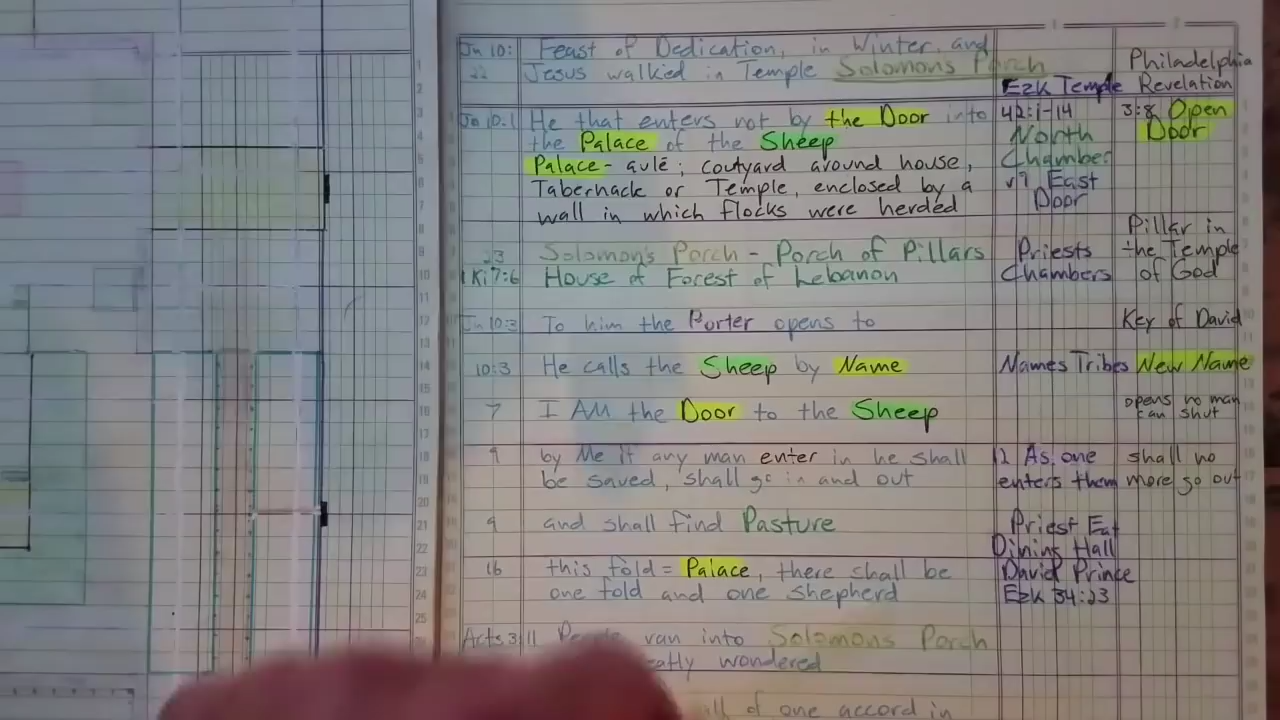 Jn 10: Feast of Dedication, in Winter, and
22 Jesus walked in Temple Solomons Porch
Philadelphia
Ezk Temple Revelation
Jn 10:1 He that enters not by the Door into 42:1-14 3:8 Open
the Palace of the Sheep North Door
Palace - aulē; coutyard around house, Chamber
Tabernack or Temple, enclosed by a v9 East
wall in which flocks were herded Door
Pillar in
23 Solomon's Porch - Porch of Pillars Priests the Temple
1 Ki 7:6 House of Forest of Lebanon Chambers of God
Jn 10:3 To him the Porter opens to Key of David
10:3 He calls the Sheep by Name Names Tribes New Name
7 I AM the Door to the Sheep opens no man
can shut
9 by Me if any man enter in he shall 12 As one shall no
be saved, shall go in and out enters them more go out
9 and shall find Pasture Priest Eat
Dining Hall
16 this fold = Palace, there shall be David Prince
one fold and one shepherd Ezk 34:23
Acts 3:11 People ran into Solomons Porch
wondered
of one accord in